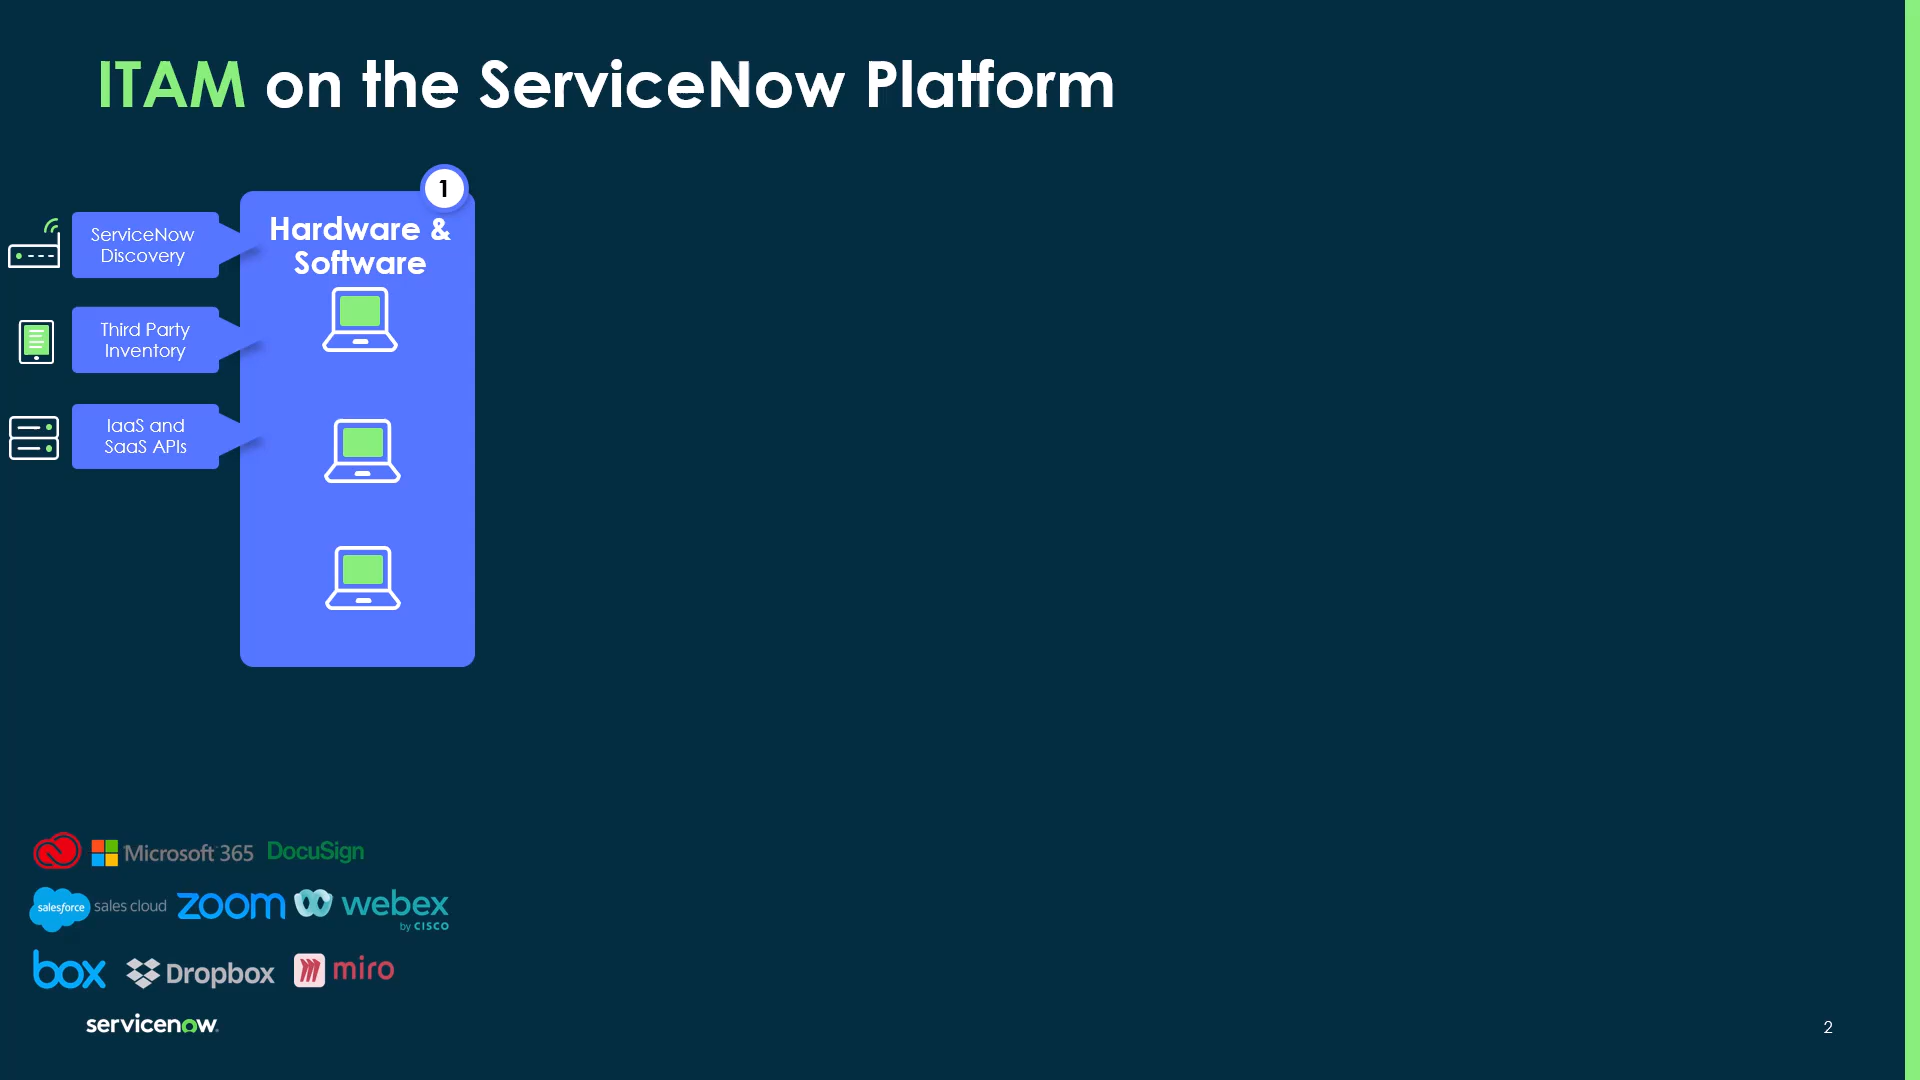 ITAM on the ServiceNow Platform
1
Hardware &
Software
ServiceNow
Discovery
Third Party
Inventory
IaaS and
SaaS APIs
Microsoft 365 DocuSign
salesforce sales cloud zoom webex
by CISCO
box Dropbox miro
servicenow
2